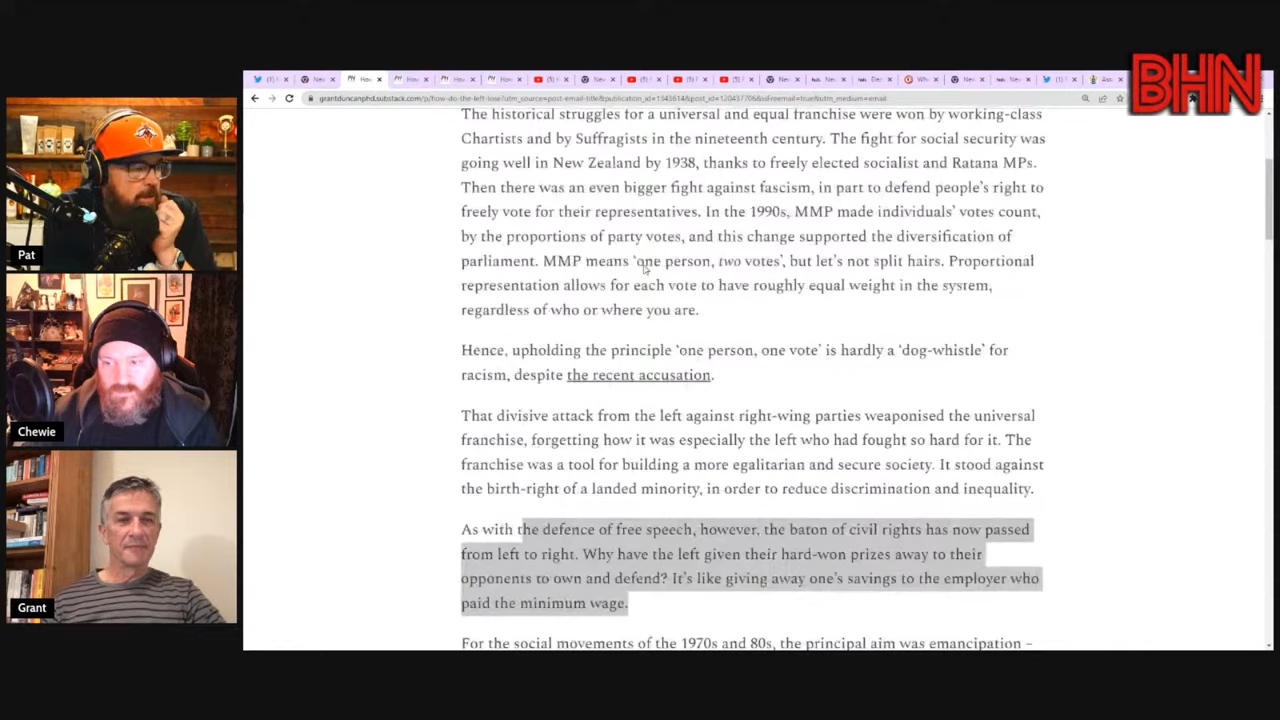 BHN
grantduncanphd.substack.com/p/how-do-the-left-lose?utm_source=post-email-title&publication_id=1343614&post_id=120437706&isFreemail=true&utm_medium=email
The historical struggles for a universal and equal franchise were won by working-class
Chartists and by Suffragists in the nineteenth century. The fight for social security was
going well in New Zealand by 1938, thanks to freely elected socialist and Ratana MPs.
Then there was an even bigger fight against fascism, in part to defend people's right to
freely vote for their representatives. In the 1990s, MMP made individuals' votes count,
by the proportions of party votes, and this change supported the diversification of
parliament. MMP means 'one person, two votes', but let's not split hairs. Proportional
representation allows for each vote to have roughly equal weight in the system,
regardless of who or where you are.
Hence, upholding the principle 'one person, one vote' is hardly a 'dog-whistle' for
racism, despite the recent accusation.
That divisive attack from the left against right-wing parties weaponised the universal
franchise, forgetting how it was especially the left who had fought so hard for it. The
franchise was a tool for building a more egalitarian and secure society. It stood against
the birth-right of a landed minority, in order to reduce discrimination and inequality.
As with the defence of free speech, however, the baton of civil rights has now passed
from left to right. Why have the left given their hard-won prizes away to their
opponents to own and defend? It's like giving away one's savings to the employer who
paid the minimum wage.
For the social movements of the 1970s and 80s, the principal aim was emancipation –
Pat
Chewie
Grant